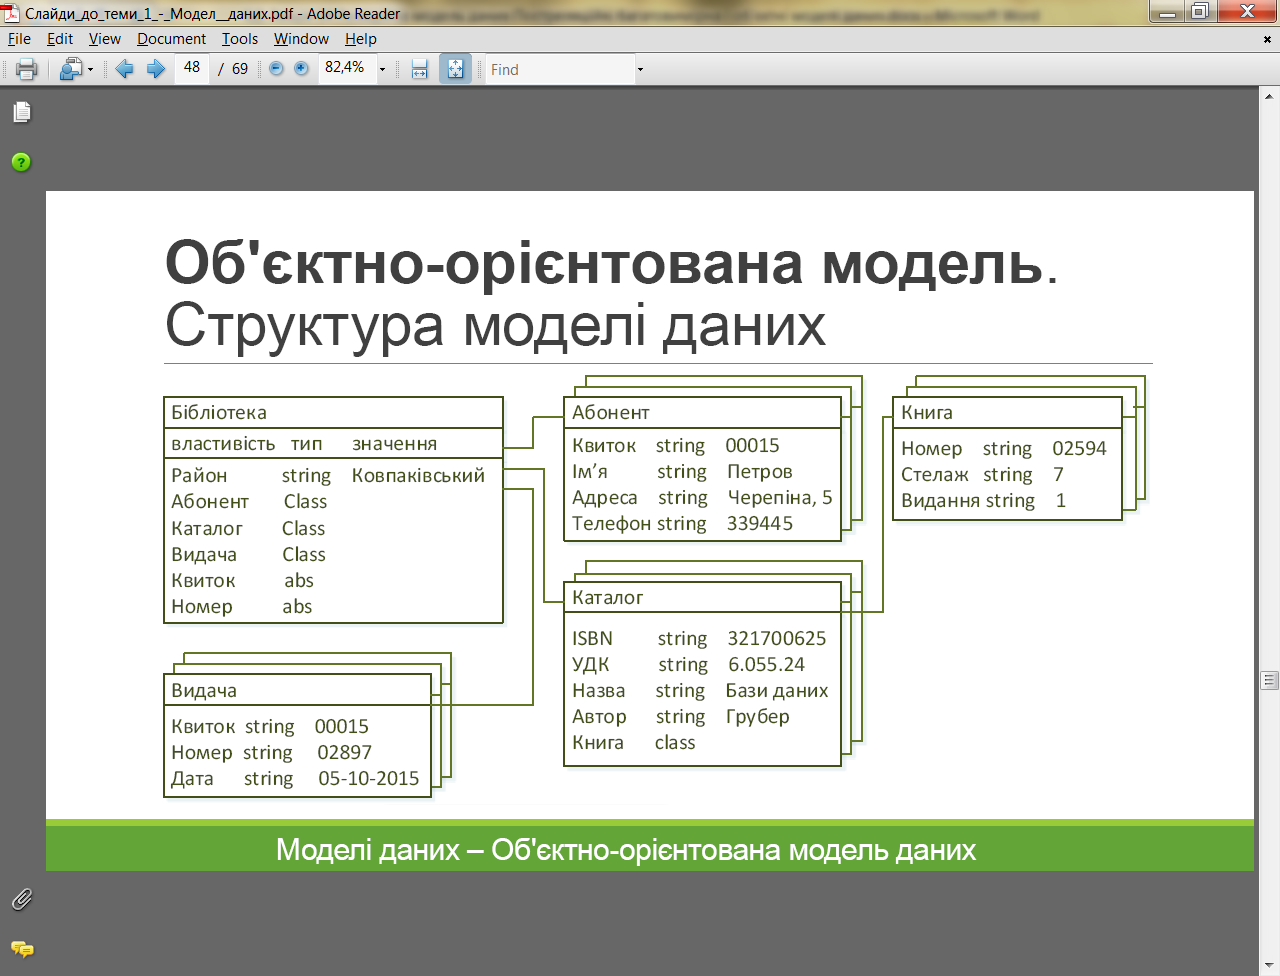 Слайди_до_теми_1_-_Модел__даних.pdf - Adobe Reader
File Edit View Document Tools Window Help
48 / 69 82,4% Find
Об'єктно-орієнтована модель.
Структура моделі даних
Бібліотека
властивість тип значення
Район string Ковпаківський
Абонент Class
Каталог Class
Видача Class
Квиток abs
Номер abs
Абонент
Квиток string 00015
Ім’я string Петров
Адреса string Черепіна, 5
Телефон string 339445
Книга
Номер string 02594
Стелаж string 7
Видання string 1
Каталог
ISBN string 321700625
УДК string 6.055.24
Назва string Бази даних
Автор string Грубер
Книга class
Видача
Квиток string 00015
Номер string 02897
Дата string 05-10-2015
Моделі даних – Об'єктно-орієнтована модель даних